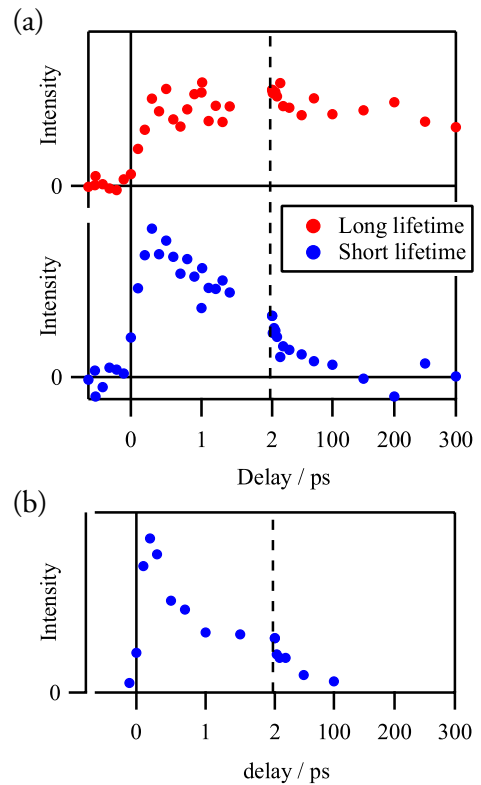 (a)
Intensity
0
Long lifetime
Short lifetime
Intensity
0
0 1 2 100 200 300
Delay / ps
(b)
Intensity
0
0 1 2 100 200 300
delay / ps